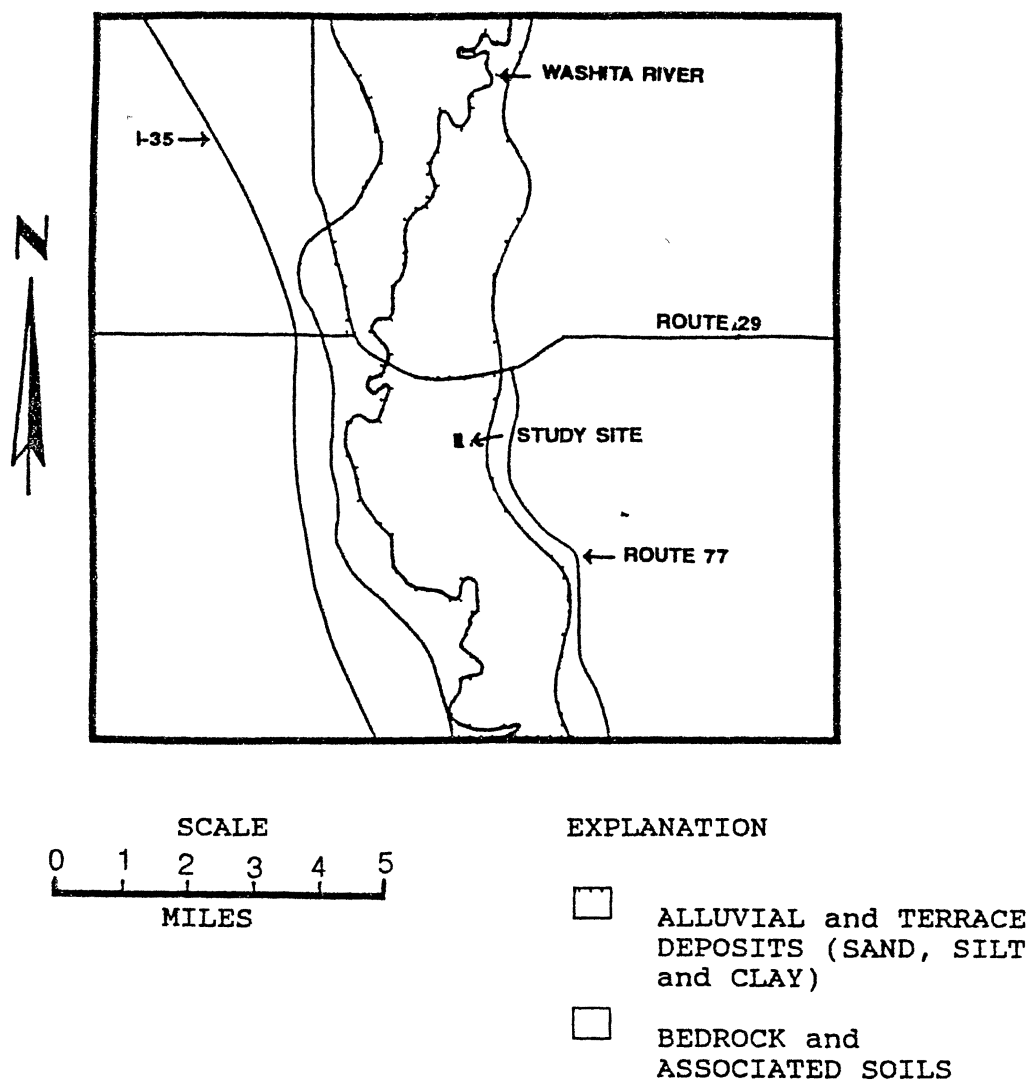 WASHITA RIVER
I-35
N
ROUTE 29
STUDY SITE
ROUTE 77
SCALE
0 1 2 3 4 5
MILES
EXPLANATION
ALLUVIAL and TERRACE
DEPOSITS (SAND, SILT
and CLAY)
BEDROCK and
ASSOCIATED SOILS